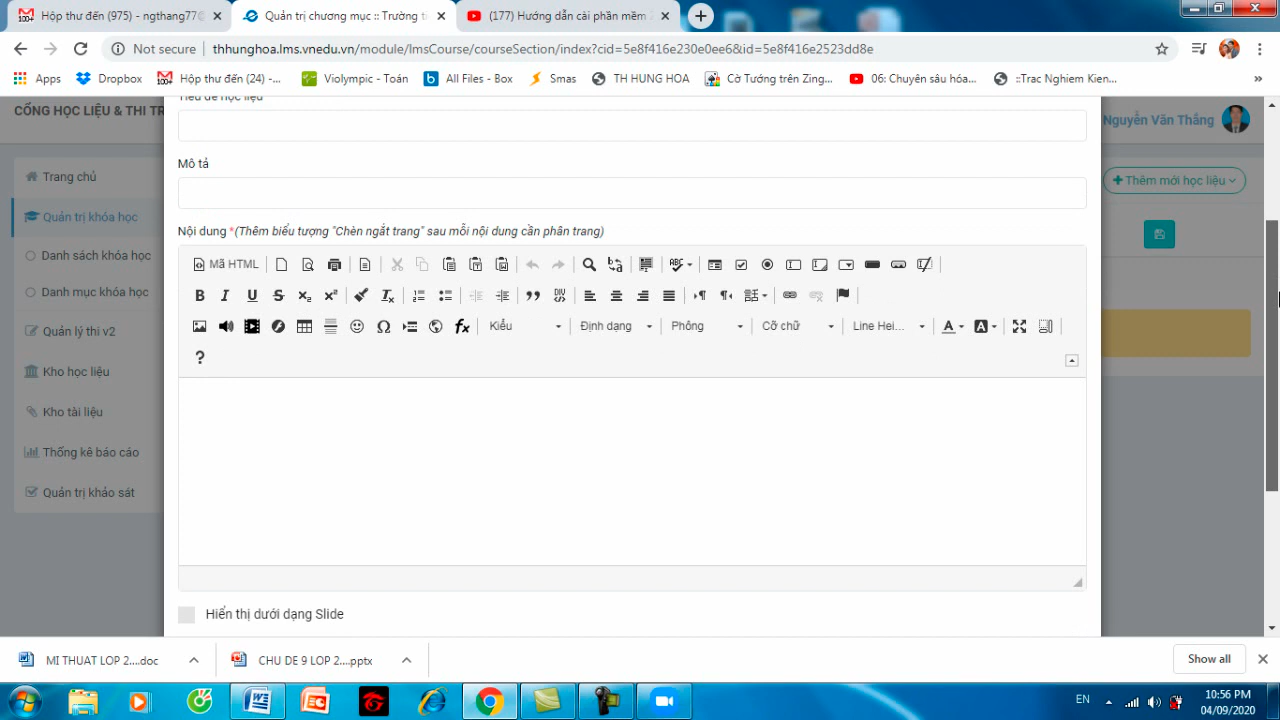 Hộp thư đến (975) - ngthang77@
Quản trị chương mục :: Trường t
(177) Hướng dẫn cài phần mềm
Not secure
thhunghoa.lms.vnedu.vn/module/lmsCourse/courseSection/index?cid=5e8f416e230e0ee6&id=5e8f416e2523dd8e
Apps
Dropbox
Hộp thư đến (24) -...
Violympic - Toán
All Files - Box
Smas
TH HUNG HOA
Cờ Tướng trên Zing...
06: Chuyên sâu hóa...
::Trac Nghiem Kien...
»
CỔNG HỌC LIỆU & THI TR
Nguyễn Văn Thắng
Trang chủ
Quản trị khóa học
Danh sách khóa học
Danh mục khóa học
Quản lý thi v2
Kho học liệu
Kho tài liệu
Thống kê báo cáo
Quản trị khảo sát
Thêm mới học liệu
Tiêu đề học liệu
Mô tả
Nội dung *(Thêm biểu tượng "Chèn ngắt trang" sau mỗi nội dung cần phân trang)
Mã HTML
Kiểu
Định dạng
Phông
Cỡ chữ
Line Hei...
?
Hiển thị dưới dạng Slide
MI THUAT LOP 2....doc
CHU DE 9 LOP 2....pptx
Show all
EN
10:56 PM
04/09/2020